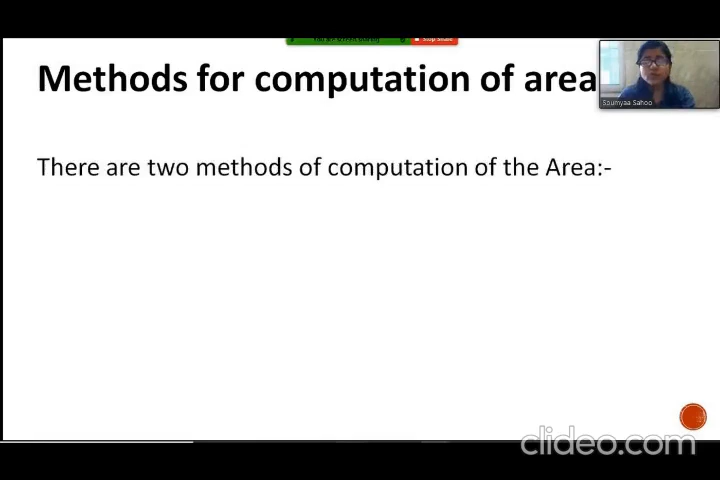 Stop Share
Methods for computation of area
Soumyaa Sahoo
There are two methods of computation of the Area:-
clideo.com